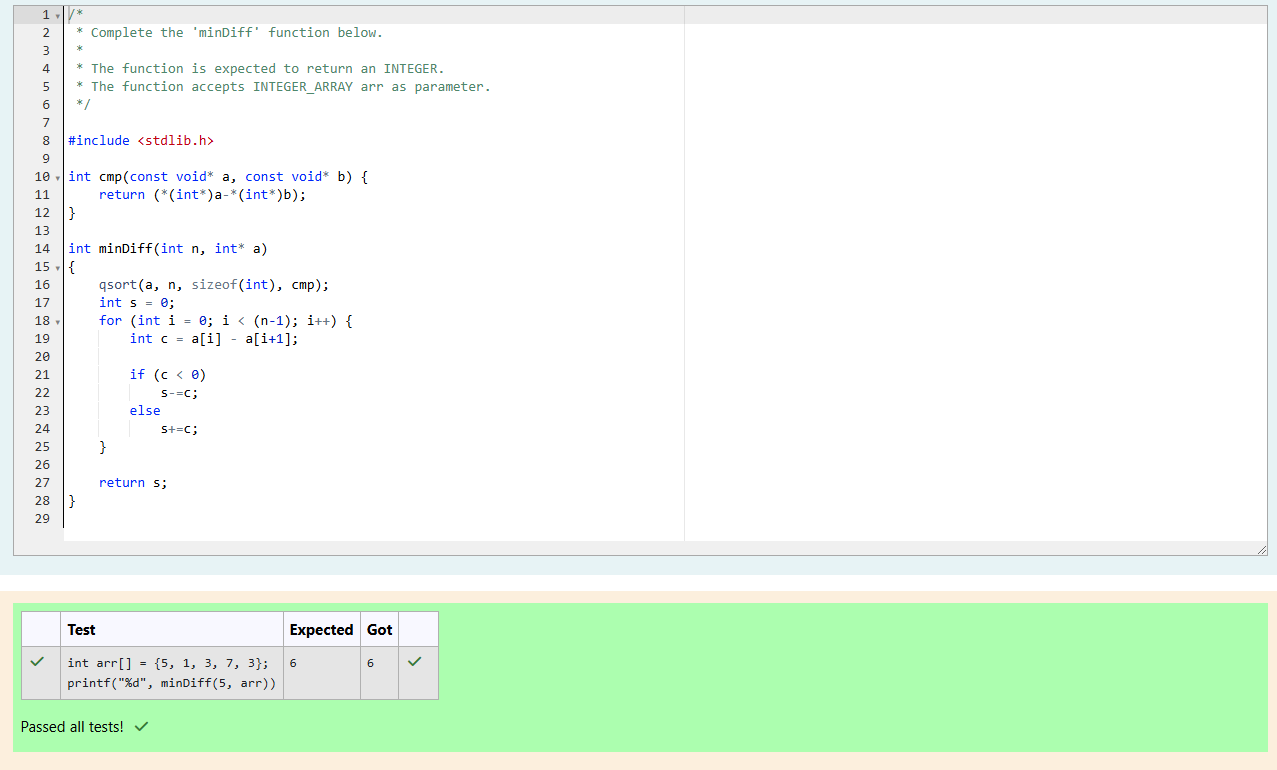 1 /*
2  * Complete the 'minDiff' function below.
3  *
4  * The function is expected to return an INTEGER.
5  * The function accepts INTEGER_ARRAY arr as parameter.
6  */
7
8 #include <stdlib.h>
9
10 int cmp(const void* a, const void* b) {
11     return (*(int*)a-*(int*)b);
12 }
13
14 int minDiff(int n, int* a)
15 {
16     qsort(a, n, sizeof(int), cmp);
17     int s = 0;
18     for (int i = 0; i < (n-1); i++) {
19         int c = a[i] - a[i+1];
20
21         if (c < 0)
22             s-=c;
23         else
24             s+=c;
25     }
26
27     return s;
28 }
29
Test Expected Got
int arr[] = {5, 1, 3, 7, 3}; 6 6
printf("%d", minDiff(5, arr))
Passed all tests!